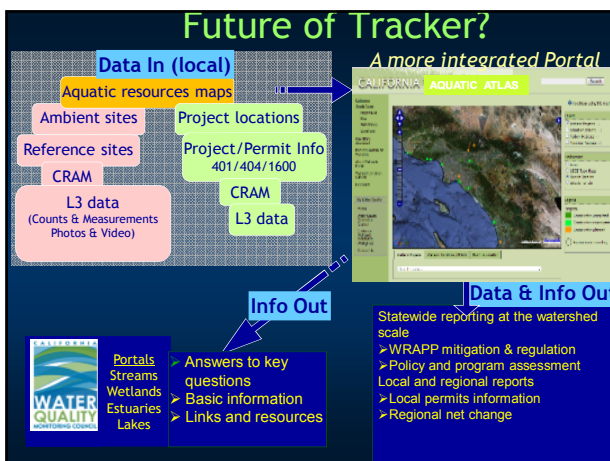 Future of Tracker?
Data In (local)
Aquatic resources maps
Ambient sites
Reference sites
CRAM
L3 data
(Counts & Measurements
Photos & Video)
Project locations
Project/Permit Info
401/404/1600
CRAM
L3 data
A more integrated Portal
CALIFORNIA
AQUATIC ATLAS
Info Out
CALIFORNIA
WATER
QUALITY
MONITORING COUNCIL
Portals
Streams
Wetlands
Estuaries
Lakes
➢Answers to key
questions
➢Basic information
➢Links and resources
Data & Info Out
Statewide reporting at the watershed
scale
➢WRAPP mitigation & regulation
➢Policy and program assessment
Local and regional reports
➢Local permits information
➢Regional net change